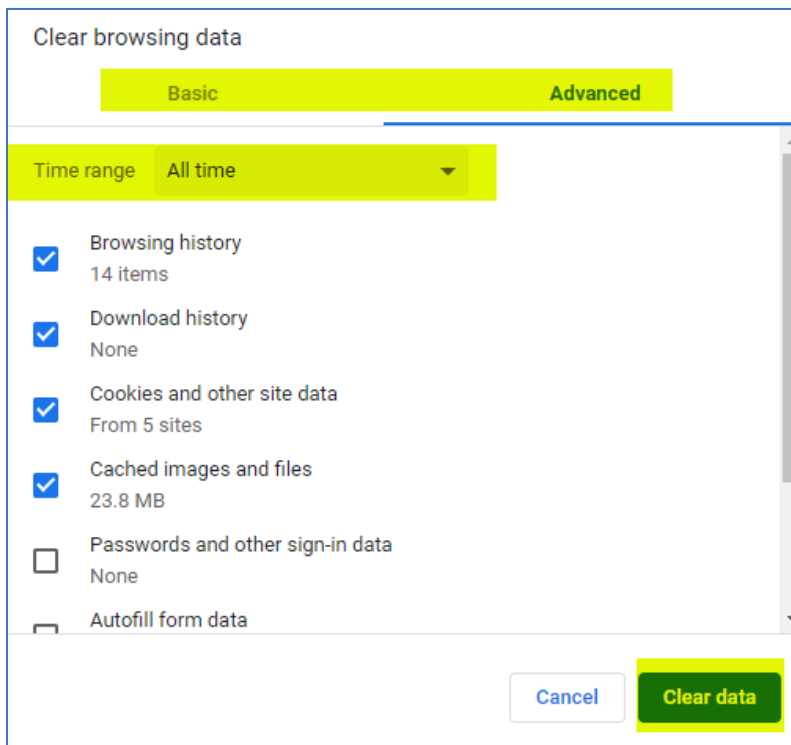 Clear browsing data
Basic Advanced
Time range All time
Browsing history
14 items
Download history
None
Cookies and other site data
From 5 sites
Cached images and files
23.8 MB
Passwords and other sign-in data
None
Autofill form data
Cancel Clear data